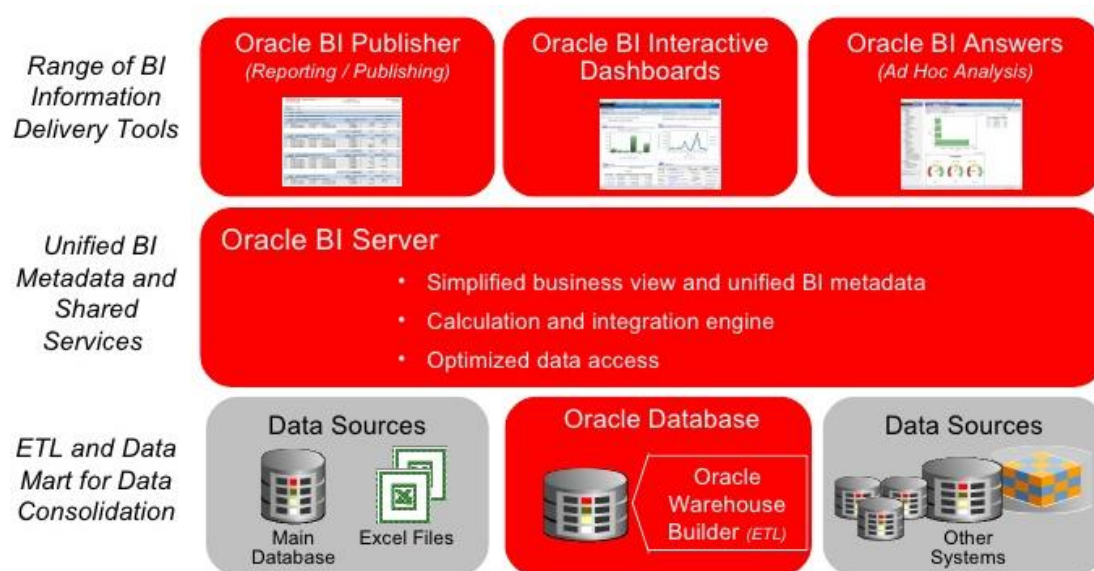 Range of BI
Information
Delivery Tools
Oracle BI Publisher
(Reporting / Publishing)
Oracle BI Interactive
Dashboards
Oracle BI Answers
(Ad Hoc Analysis)
Unified BI
Metadata and
Shared
Services
Oracle BI Server
• Simplified business view and unified BI metadata
• Calculation and integration engine
• Optimized data access
ETL and Data
Mart for Data
Consolidation
Data Sources
Main
Database
Excel Files
Oracle Database
Oracle
Warehouse
Builder (ETL)
Data Sources
Other
Systems